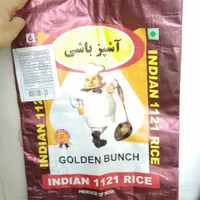 آشپز باشی
INDIAN 1121 RICE
INDIAN 1121 RICE
GOLDEN BUNCH
INDIAN 1121 RICE
PRODUCE OF INDIA